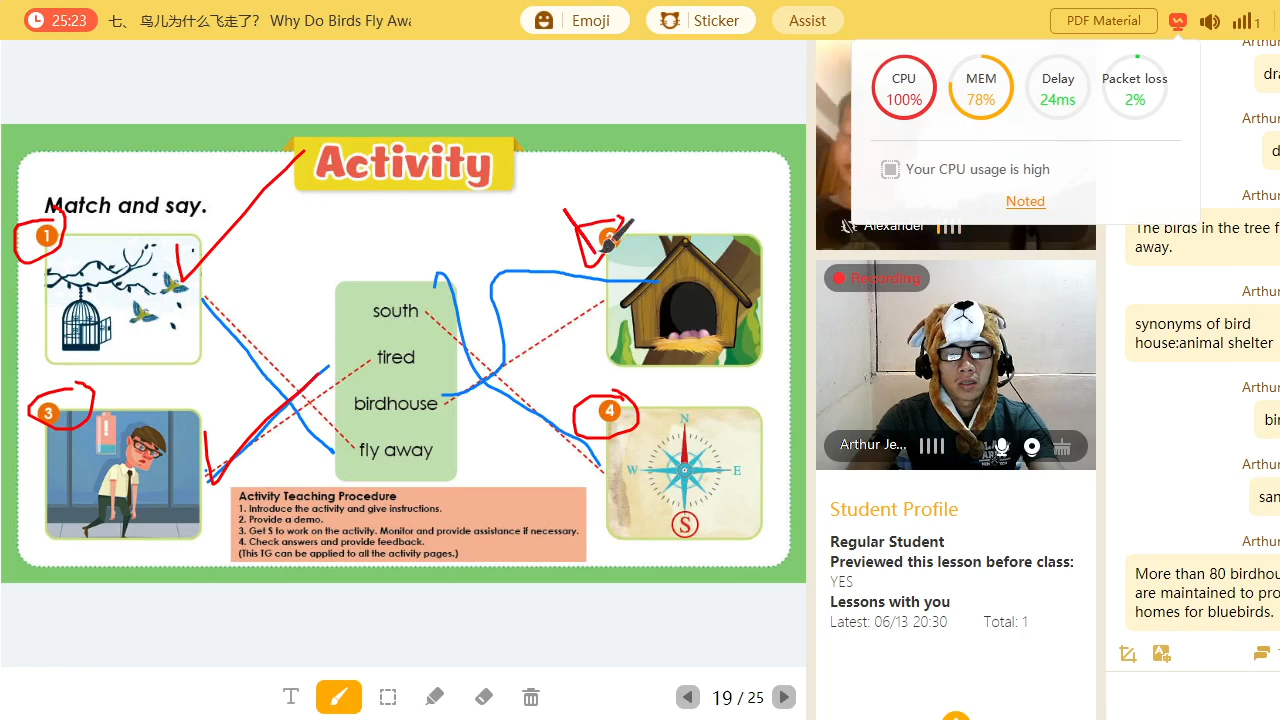 25:23
七、 鸟儿为什么飞走了？ Why Do Birds Fly Awa
Emoji
Sticker
Assist
PDF Material
1
CPU
100%
MEM
78%
Delay
24ms
Packet loss
2%
Your CPU usage is high
Noted
Alexander
Activity
Match and say.
1
3
4
south
tired
birdhouse
fly away
N
W
E
S
Activity Teaching Procedure
1. Introduce the activity and give instructions.
2. Provide a demo.
3. Get S to work on the activity. Monitor and provide assistance if necessary.
4. Check answers and provide feedback.
(This TG can be applied to all the activity pages.)
T
19 / 25
Recording
Arthur Je...
Student Profile
Regular Student
Previewed this lesson before class:
YES
Lessons with you
Latest: 06/13 20:30 Total: 1
Arthur
dra
Arthur
d
Arthur
The birds in the tree f
away.
Arthur
synonyms of bird
house:animal shelter
Arthur
bir
Arthur
san
Arthur
More than 80 birdhou
are maintained to pro
homes for bluebirds.